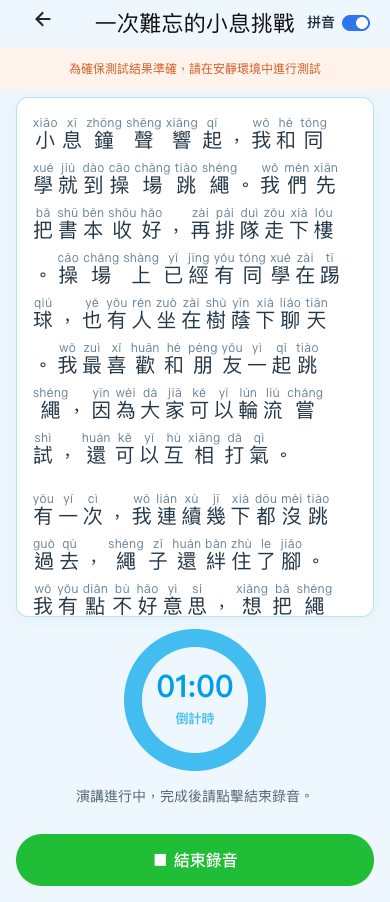 一次難忘的小息挑戰 拼音
為確保測試結果準確，請在安靜環境中進行測試
xiǎo xī zhōng shēng xiǎng qǐ wǒ hé tóng
小息鐘聲響起，我和同
xué jiù dào cāo chǎng tiào shéng wǒ men xiān
學就到操場跳繩。我們先
bǎ shū běn shōu hǎo zài pái duì zǒu xià lóu
把書本收好，再排隊走下樓
cāo chǎng shàng yǐ jīng yǒu tóng xué zài tī
。操場上已經有同學在踢
qiú yě yǒu rén zuò zài shù yīn xià liáo tiān
球，也有人坐在樹蔭下聊天
wǒ zuì xǐ huān hé péng yǒu yì qǐ tiào
。我最喜歡和朋友一起跳
shéng yīn wéi dà jiā kě yǐ lún liú cháng
繩，因為大家可以輪流嘗
shì huán kě yǐ hù xiāng dǎ qì
試，還可以互相打氣。
yǒu yí cì wǒ lián xù jǐ xià dōu méi tiào
有一次，我連續幾下都沒跳
guò qù shéng zǐ huán bàn zhù le jiǎo
過去，繩子還絆住了腳。
wǒ yǒu diǎn bù hǎo yì si xiǎng bǎ shéng
我有點不好意思，想把繩
01:00
倒計時
演講進行中，完成後請點擊結束錄音。
結束錄音